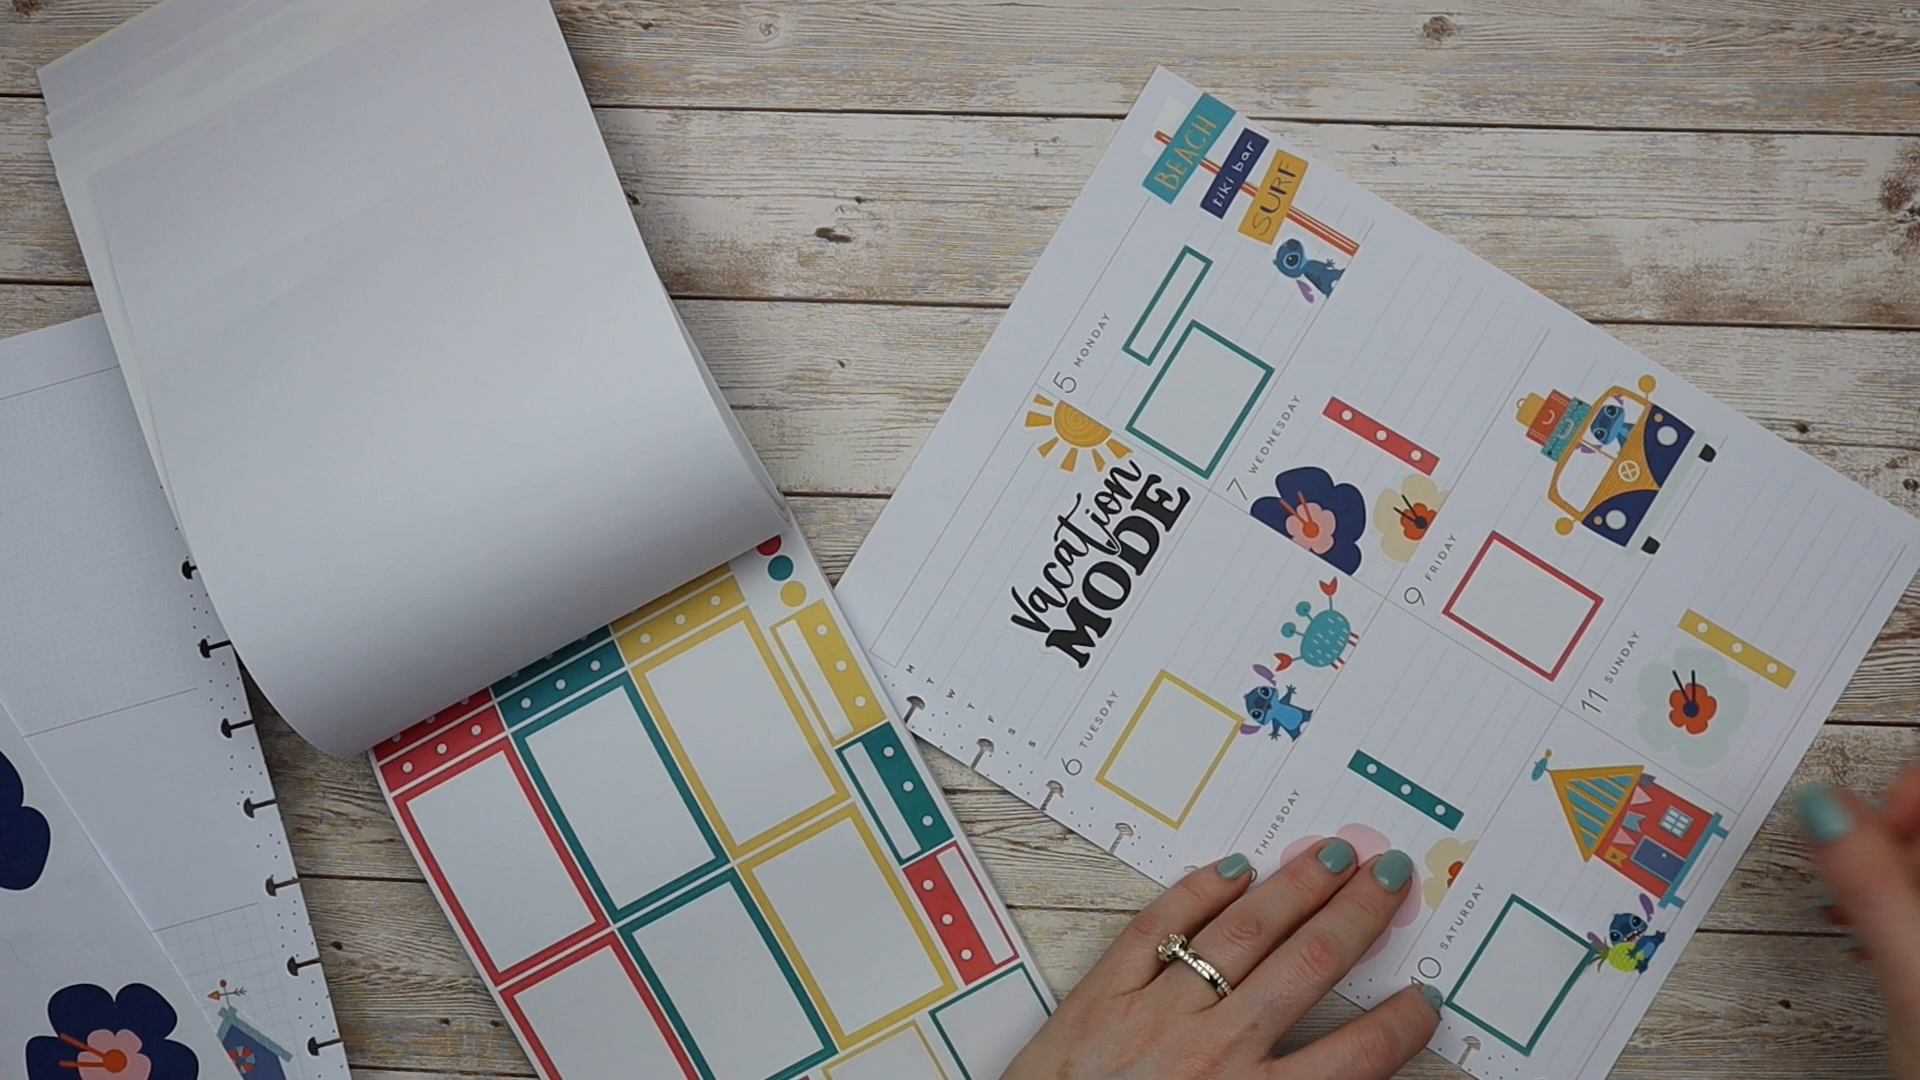 BEACH
tiki bar
SURF
5 MONDAY
Vacation
MODE
M
T
W
T
F
S
S
6 TUESDAY
7 WEDNESDAY
THURSDAY
9 FRIDAY
10 SATURDAY
11 SUNDAY